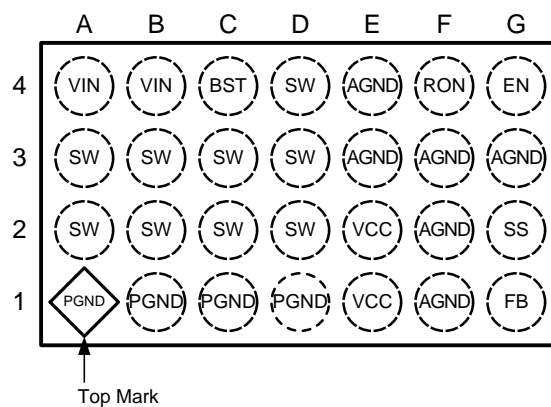 A B C D E F G
4 VIN VIN BST SW AGND RON EN
3 SW SW SW SW AGND AGND AGND
2 SW SW SW SW VCC AGND SS
1 PGND PGND PGND PGND VCC AGND FB
Top Mark